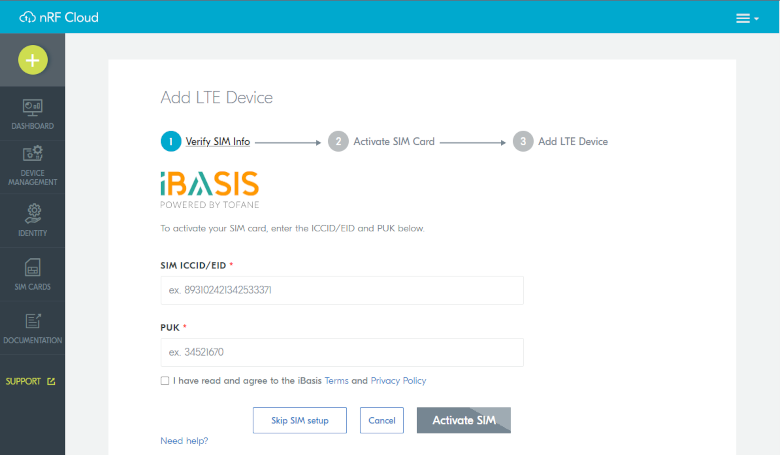 nRF Cloud
+
DASHBOARD
DEVICE
MANAGEMENT
IDENTITY
SIM CARDS
DOCUMENTATION
SUPPORT
Add LTE Device
1 Verify SIM Info 2 Activate SIM Card 3 Add LTE Device
iBASIS
POWERED BY TOFANE
To activate your SIM card, enter the ICCID/EID and PUK below.
SIM ICCID/EID *
ex. 893102421342533371
PUK *
ex. 34521670
I have read and agree to the iBasis Terms and Privacy Policy
Skip SIM setup Cancel Activate SIM
Need help?